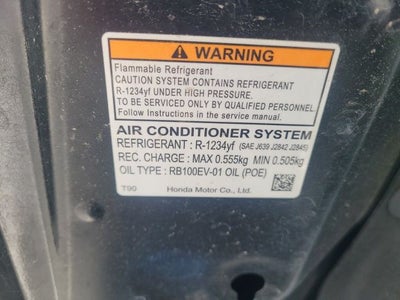 WARNING
Flammable Refrigerant
CAUTION SYSTEM CONTAINS REFRIGERANT
R-1234yf UNDER HIGH PRESSURE.
TO BE SERVICED ONLY BY QUALIFIED PERSONNEL.
Follow Instructions in the service manual.
AIR CONDITIONER SYSTEM
REFRIGERANT : R-1234yf (SAE J639 J2842 J2845)
REC. CHARGE : MAX 0.555kg MIN 0.505kg
OIL TYPE : RB100EV-01 OIL (POE)
T90 Honda Motor Co., Ltd.